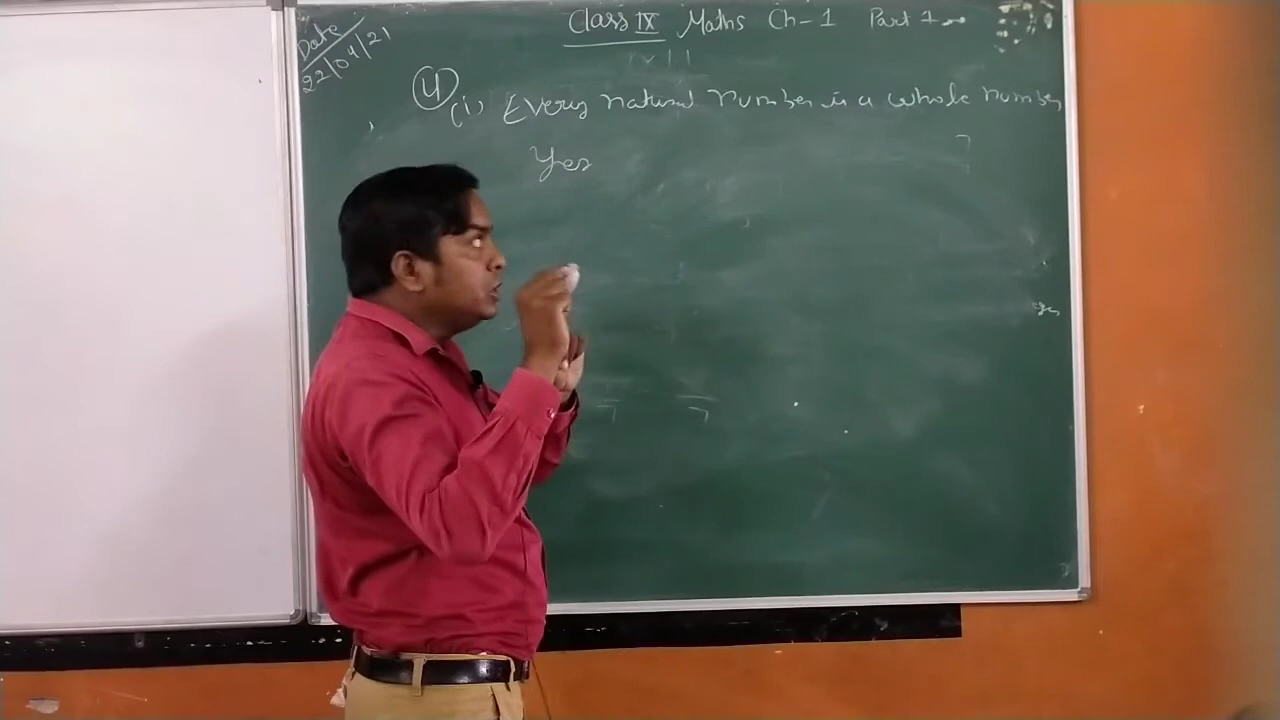 Date
22/04/21
Class IX Maths Ch-1 Part 1
4
(i) Every natural number is a whole number
Yes